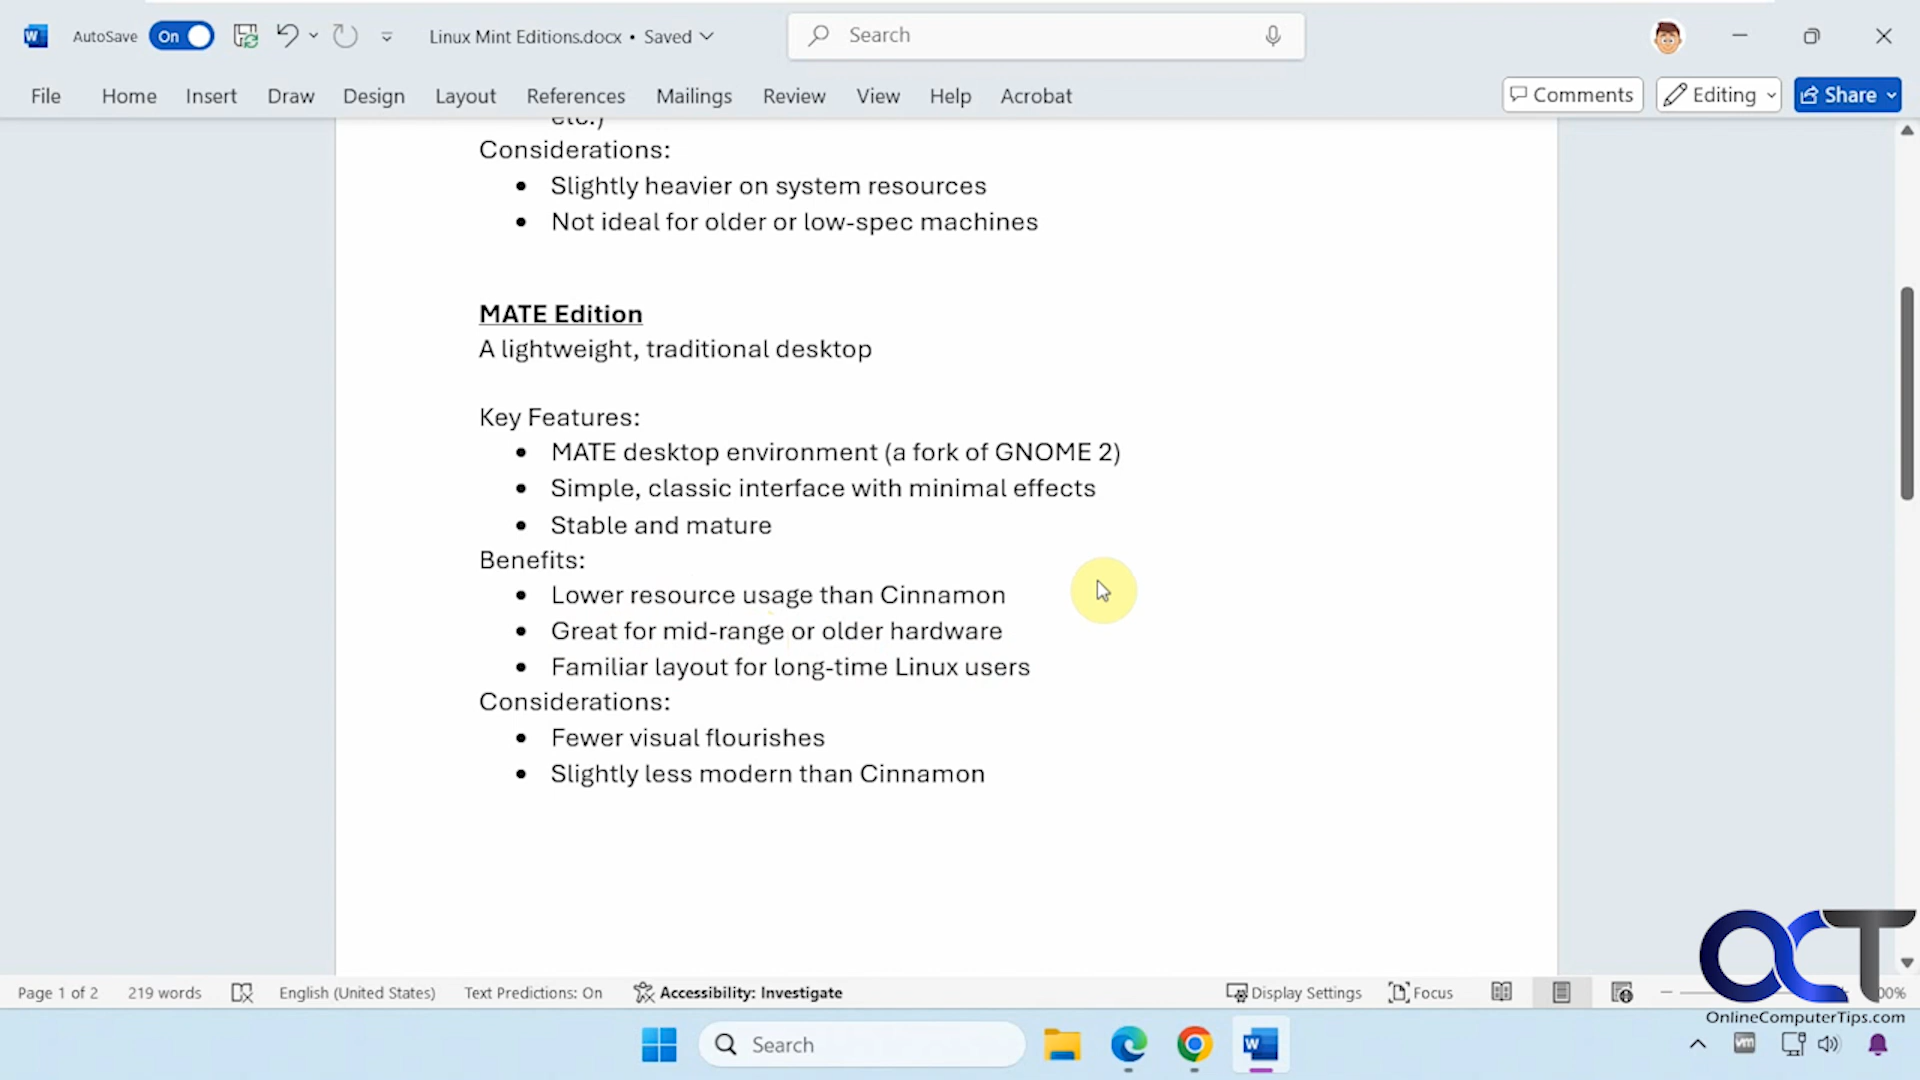 AutoSave On Linux Mint Editions.docx • Saved Search
File Home Insert Draw Design Layout References Mailings Review View Help Acrobat Comments Editing Share
etc.)
Considerations:
• Slightly heavier on system resources
• Not ideal for older or low-spec machines
MATE Edition
A lightweight, traditional desktop
Key Features:
• MATE desktop environment (a fork of GNOME 2)
• Simple, classic interface with minimal effects
• Stable and mature
Benefits:
• Lower resource usage than Cinnamon
• Great for mid-range or older hardware
• Familiar layout for long-time Linux users
Considerations:
• Fewer visual flourishes
• Slightly less modern than Cinnamon
OCT
Page 1 of 2 219 words English (United States) Text Predictions: On Accessibility: Investigate Display Settings Focus
OnlineComputerTips.com
Search